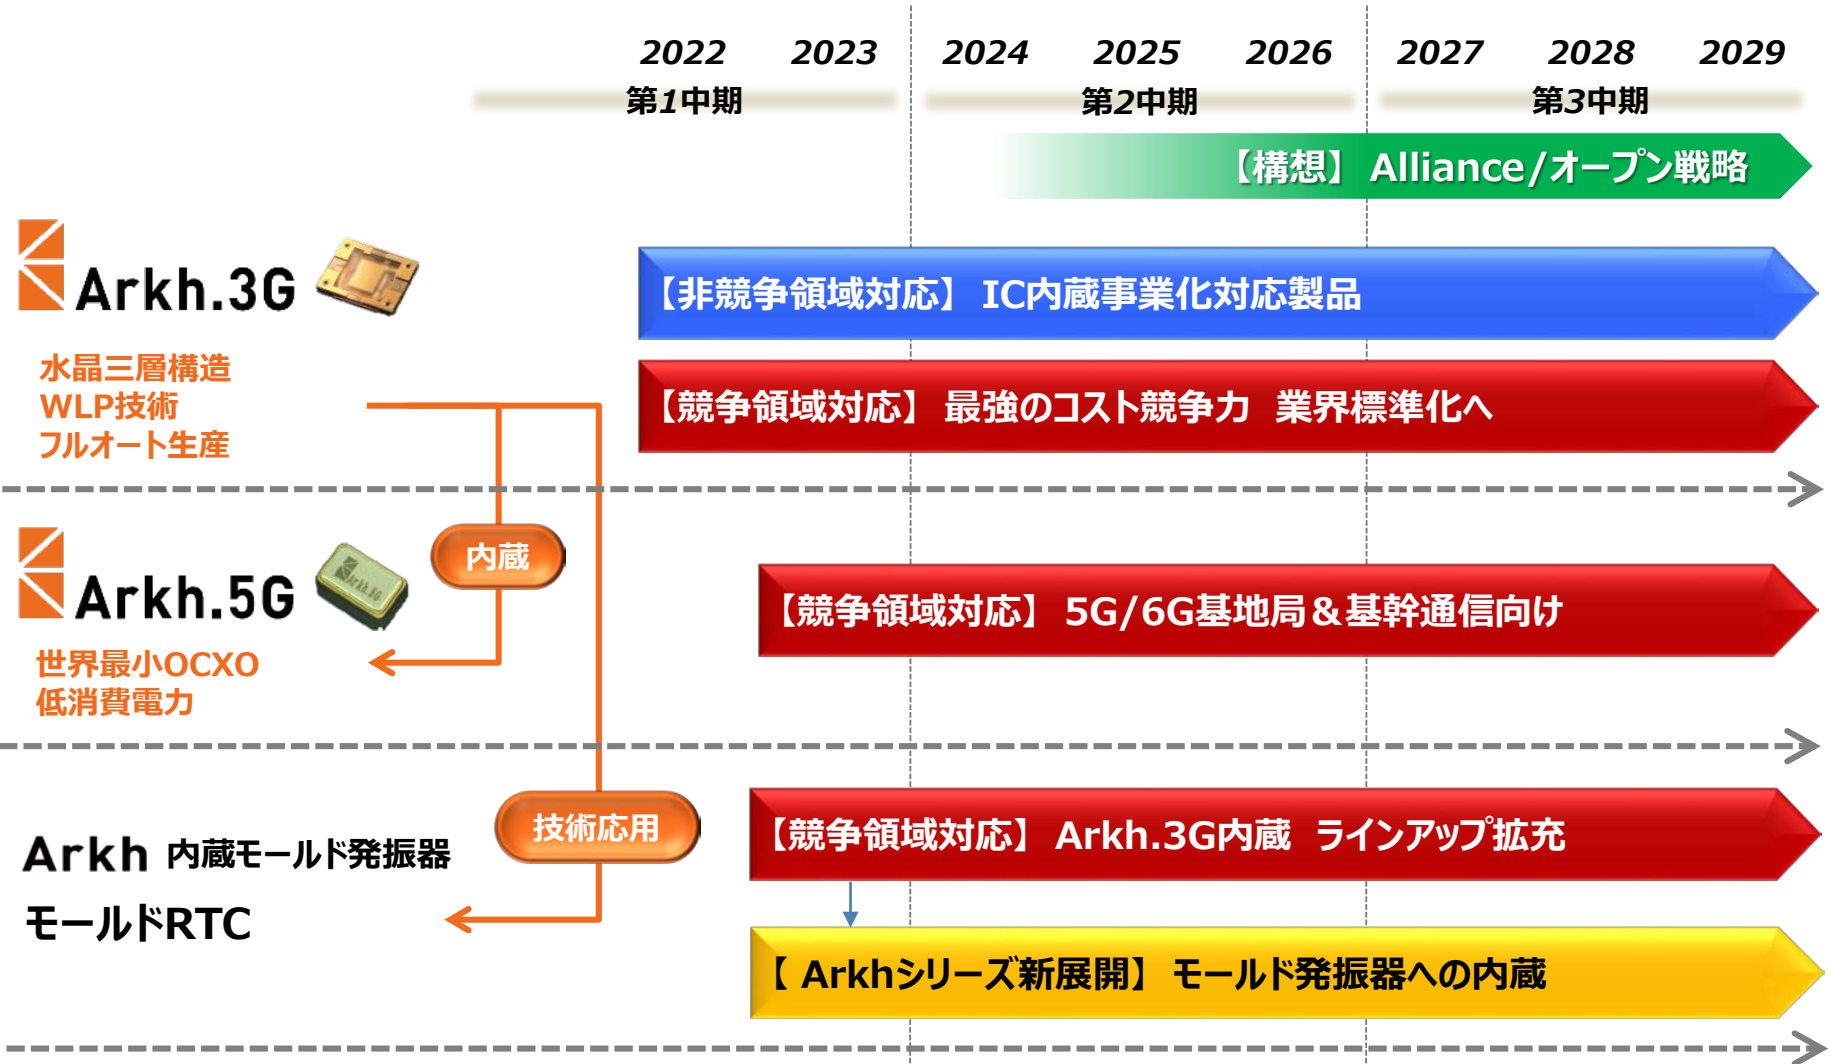 2022 2023 2024 2025 2026 2027 2028 2029
第1中期 第2中期 第3中期
【構想】 Alliance/オープン戦略
Arkh.3G
【非競争領域対応】 IC内蔵事業化対応製品
水晶三層構造
WLP技術
フルオート生産
【競争領域対応】 最強のコスト競争力 業界標準化へ
内蔵
Arkh.5G
Arkh.5G
【競争領域対応】 5G/6G基地局＆基幹通信向け
世界最小OCXO
低消費電力
技術応用
【競争領域対応】 Arkh.3G内蔵 ラインアップ拡充
Arkh 内蔵モールド発振器
モールドRTC
【 Arkhシリーズ新展開】 モールド発振器への内蔵